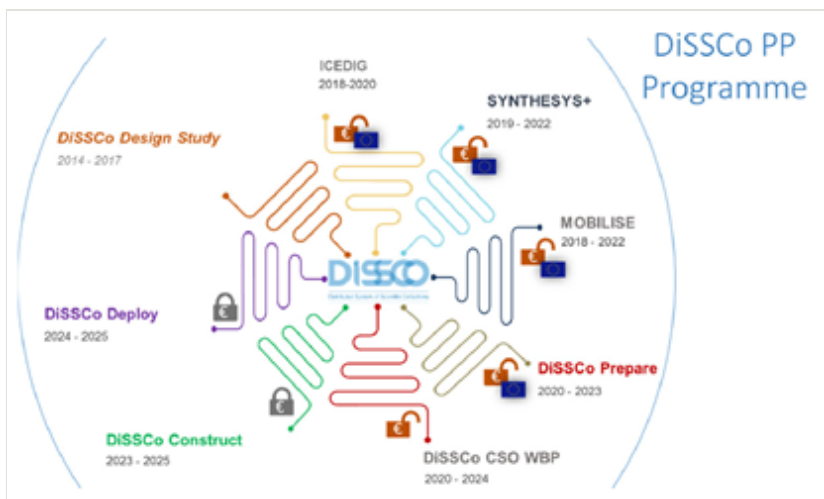 DiSSCo PP
Programme
ICEDIG
2018-2020
SYNTHESYS+
2019 - 2022
DiSSCo Design Study
2014 - 2017
MOBILISE
2018 - 2022
DISSCO
DiSSCo Deploy
2024 - 2025
DiSSCo Prepare
2020 - 2023
DiSSCo Construct
2023 - 2025
DiSSCo CSO WBP
2020 - 2024